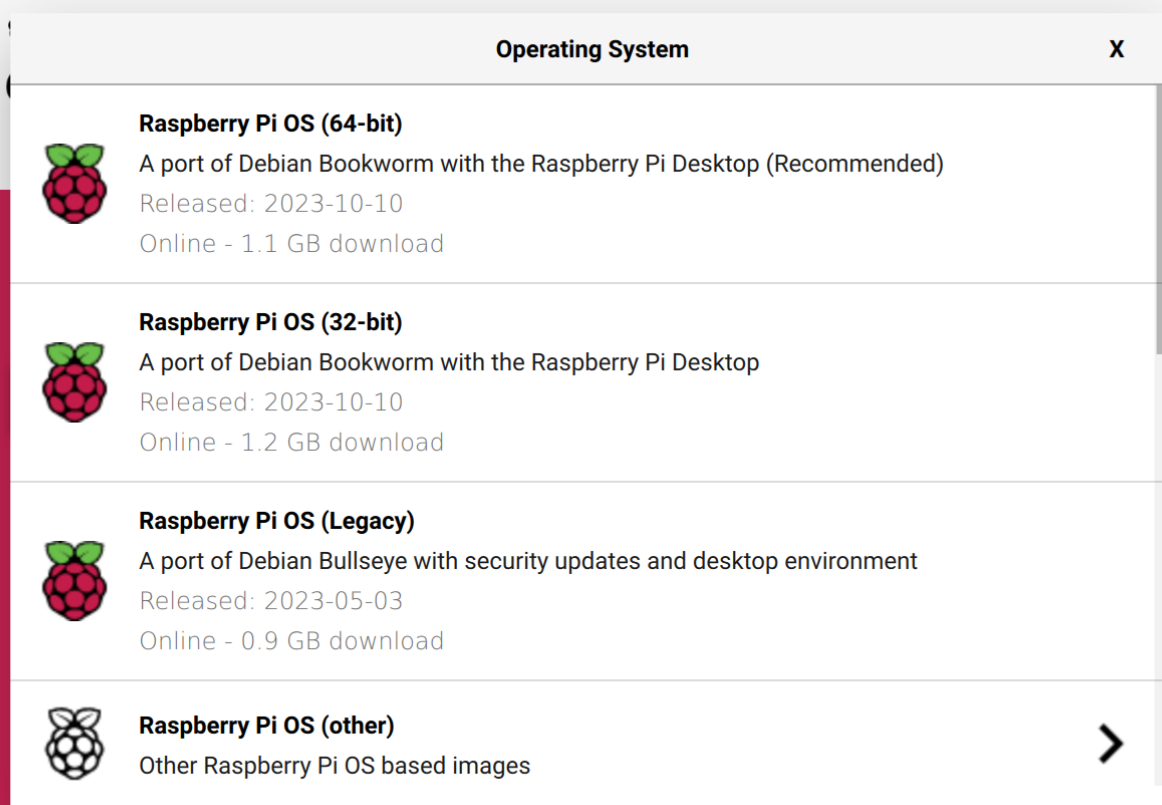 Operating System
X
Raspberry Pi OS (64-bit)
A port of Debian Bookworm with the Raspberry Pi Desktop (Recommended)
Released: 2023-10-10
Online - 1.1 GB download
Raspberry Pi OS (32-bit)
A port of Debian Bookworm with the Raspberry Pi Desktop
Released: 2023-10-10
Online - 1.2 GB download
Raspberry Pi OS (Legacy)
A port of Debian Bullseye with security updates and desktop environment
Released: 2023-05-03
Online - 0.9 GB download
Raspberry Pi OS (other)
Other Raspberry Pi OS based images